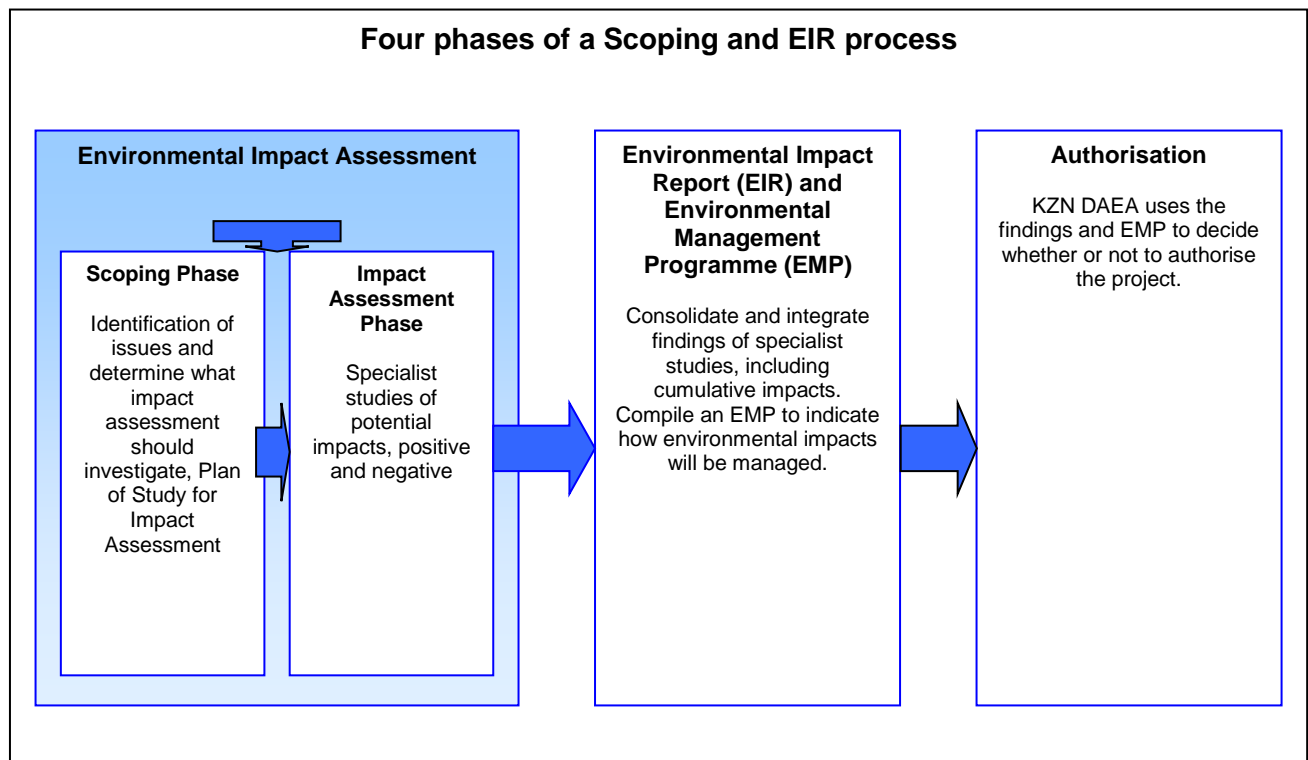 Four phases of a Scoping and EIR process
Environmental Impact Assessment
Scoping Phase
Identification of
issues and
determine what
impact
assessment
should
investigate, Plan
of Study for
Impact
Assessment
Impact
Assessment
Phase
Specialist
studies of
potential
impacts, positive
and negative
Environmental Impact
Report (EIR) and
Environmental
Management
Programme (EMP)
Consolidate and integrate
findings of specialist
studies, including
cumulative impacts.
Compile an EMP to indicate
how environmental impacts
will be managed.
Authorisation
KZN DAEA uses the
findings and EMP to decide
whether or not to authorise
the project.